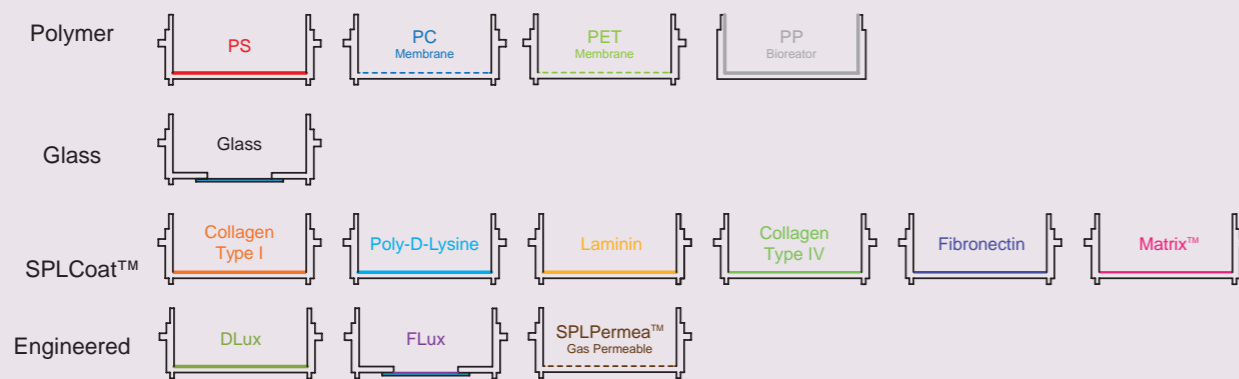 Polymer
PS
PC
Membrane
PET
Membrane
PP
Bioreator
Glass
Glass
SPLCoat™
Collagen
Type I
Poly-D-Lysine
Laminin
Collagen
Type IV
Fibronectin
Matrix™
Engineered
DLux
FLux
SPLPermea™
Gas Permeable